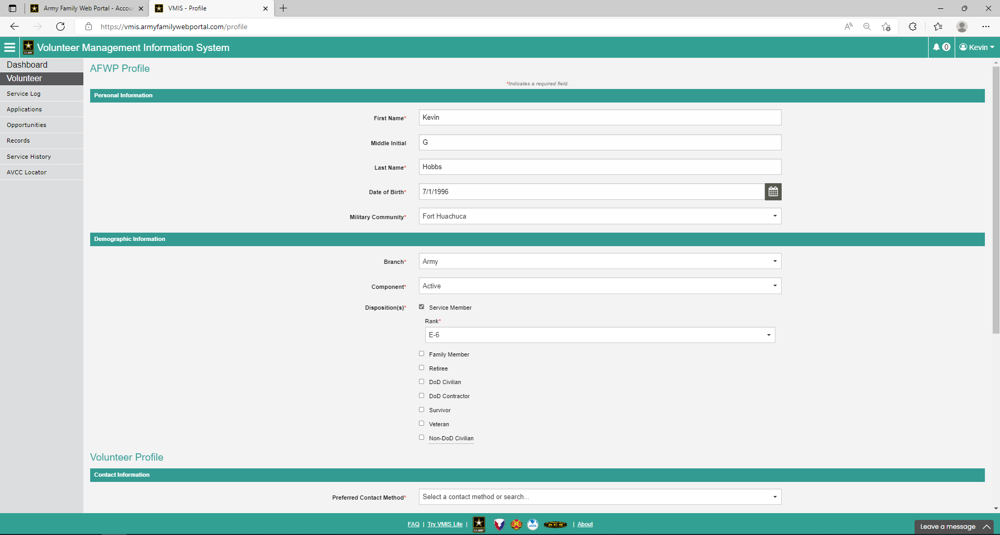 Army Family Web Portal - Accou
VMIS - Profile
https://vmis.armyfamilywebportal.com/profile
Volunteer Management Information System
0
Kevin
Dashboard
Volunteer
Service Log
Applications
Opportunities
Records
Service History
AVCC Locator
AFWP Profile
*Indicates a required field.
Personal Information
First Name* Kevin
Middle Initial G
Last Name* Hobbs
Date of Birth* 7/1/1996
Military Community* Fort Huachuca
Demographic Information
Branch* Army
Component* Active
Disposition(s)* Service Member
Rank*
E-6
Family Member
Retiree
DoD Civilian
DoD Contractor
Survivor
Veteran
Non-DoD Civilian
Volunteer Profile
Contact Information
Preferred Contact Method* Select a contact method or search...
FAQ | Try VMIS Lite | U.S. ARMY MWR ACS | About
Leave a message